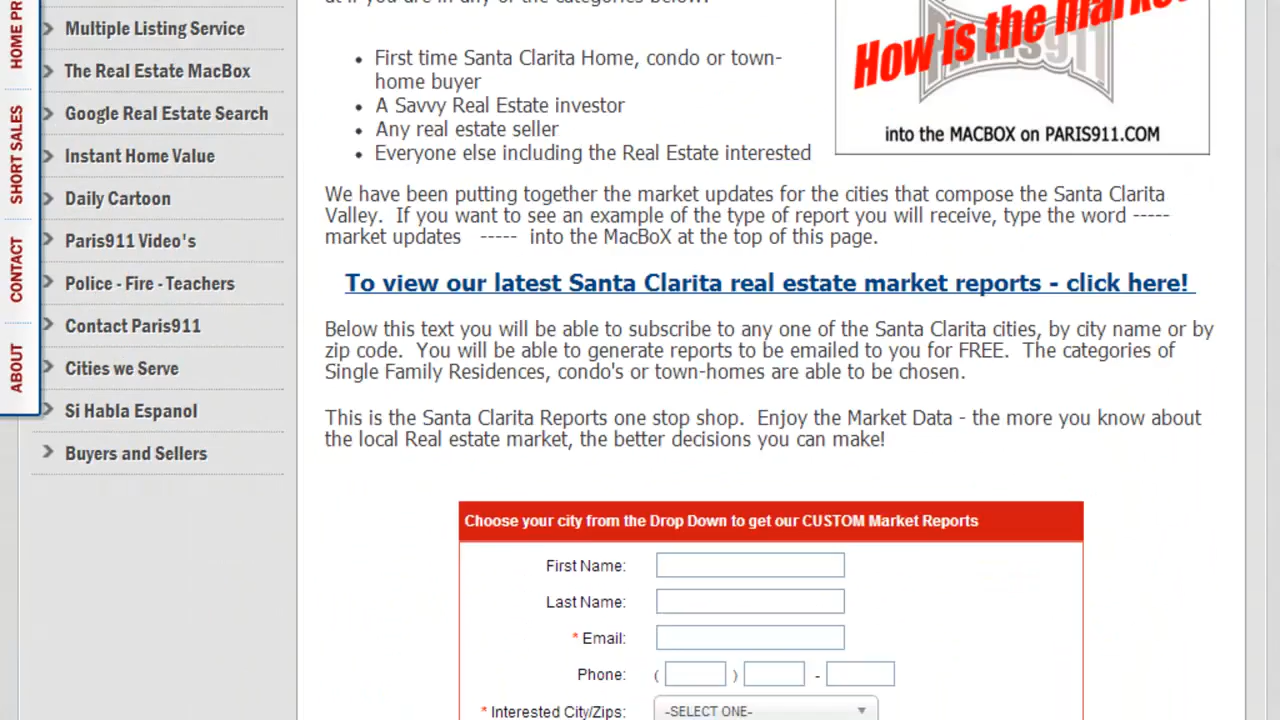 HOME PR
SHORT SALES
CONTACT
ABOUT
Multiple Listing Service
The Real Estate MacBox
Google Real Estate Search
Instant Home Value
Daily Cartoon
Paris911 Video's
Police - Fire - Teachers
Contact Paris911
Cities we Serve
Si Habla Espanol
Buyers and Sellers
at if you are in any of the categories below:
• First time Santa Clarita Home, condo or town-
home buyer
• A Savvy Real Estate investor
• Any real estate seller
• Everyone else including the Real Estate interested
How is the market
PARIS911
into the MACBOX on PARIS911.COM
We have been putting together the market updates for the cities that compose the Santa Clarita
Valley. If you want to see an example of the type of report you will receive, type the word -----
market updates ----- into the MacBoX at the top of this page.
To view our latest Santa Clarita real estate market reports - click here!
Below this text you will be able to subscribe to any one of the Santa Clarita cities, by city name or by
zip code. You will be able to generate reports to be emailed to you for FREE. The categories of
Single Family Residences, condo's or town-homes are able to be chosen.
This is the Santa Clarita Reports one stop shop. Enjoy the Market Data - the more you know about
the local Real estate market, the better decisions you can make!
Choose your city from the Drop Down to get our CUSTOM Market Reports
First Name:
Last Name:
* Email:
Phone: ( ) -
* Interested City/Zips: -SELECT ONE-